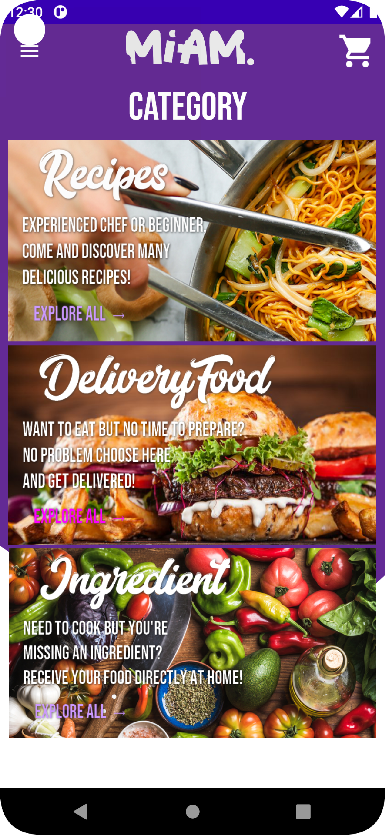 12:30
MiAM.
CATEGORY
Recipes
EXPERIENCED CHEF OR BEGINNER,
COME AND DISCOVER MANY
DELICIOUS RECIPES!
EXPLORE ALL →
DeliveryFood
WANT TO EAT BUT NO TIME TO PREPARE?
NO PROBLEM CHOOSE HERE
AND GET DELIVERED!
EXPLORE ALL →
Ingredient
NEED TO COOK BUT YOU'RE
MISSING AN INGREDIENT?
RECEIVE YOUR FOOD DIRECTLY AT HOME!
EXPLORE ALL →